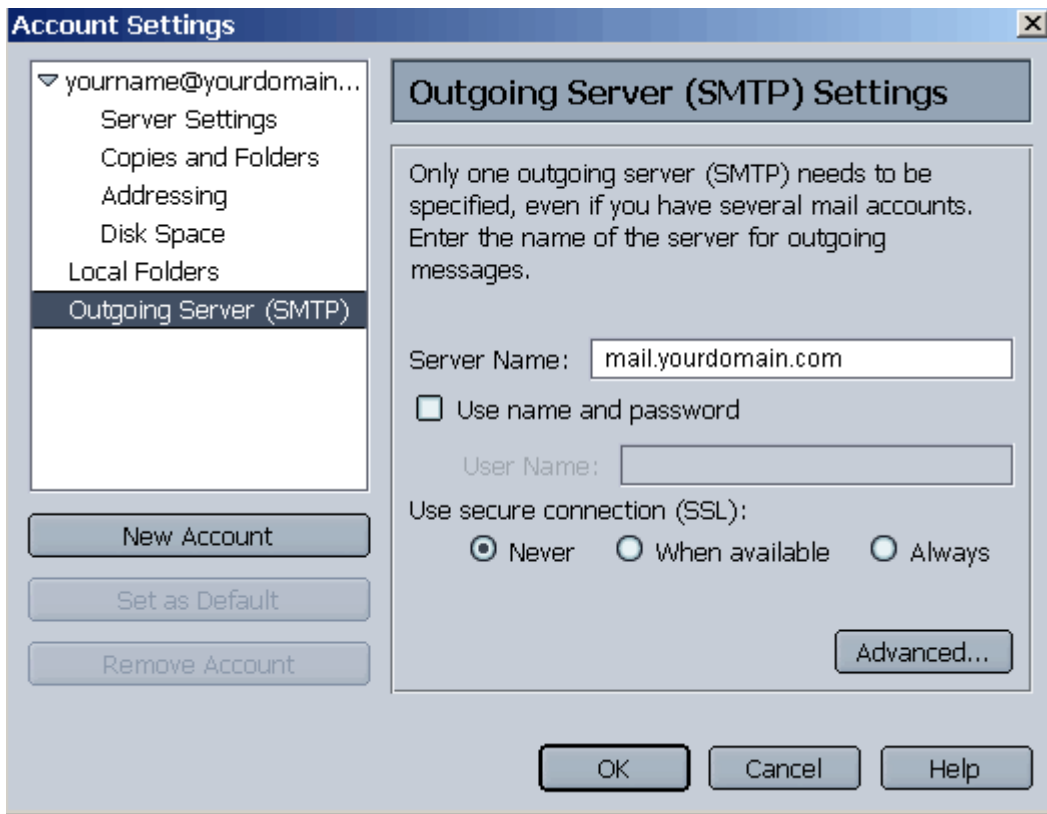 Account Settings
yourname@yourdomain...
Server Settings
Copies and Folders
Addressing
Disk Space
Local Folders
Outgoing Server (SMTP)
New Account
Set as Default
Remove Account
Outgoing Server (SMTP) Settings
Only one outgoing server (SMTP) needs to be
specified, even if you have several mail accounts.
Enter the name of the server for outgoing
messages.
Server Name: mail.yourdomain.com
Use name and password
User Name:
Use secure connection (SSL):
Never When available Always
Advanced...
OK Cancel Help